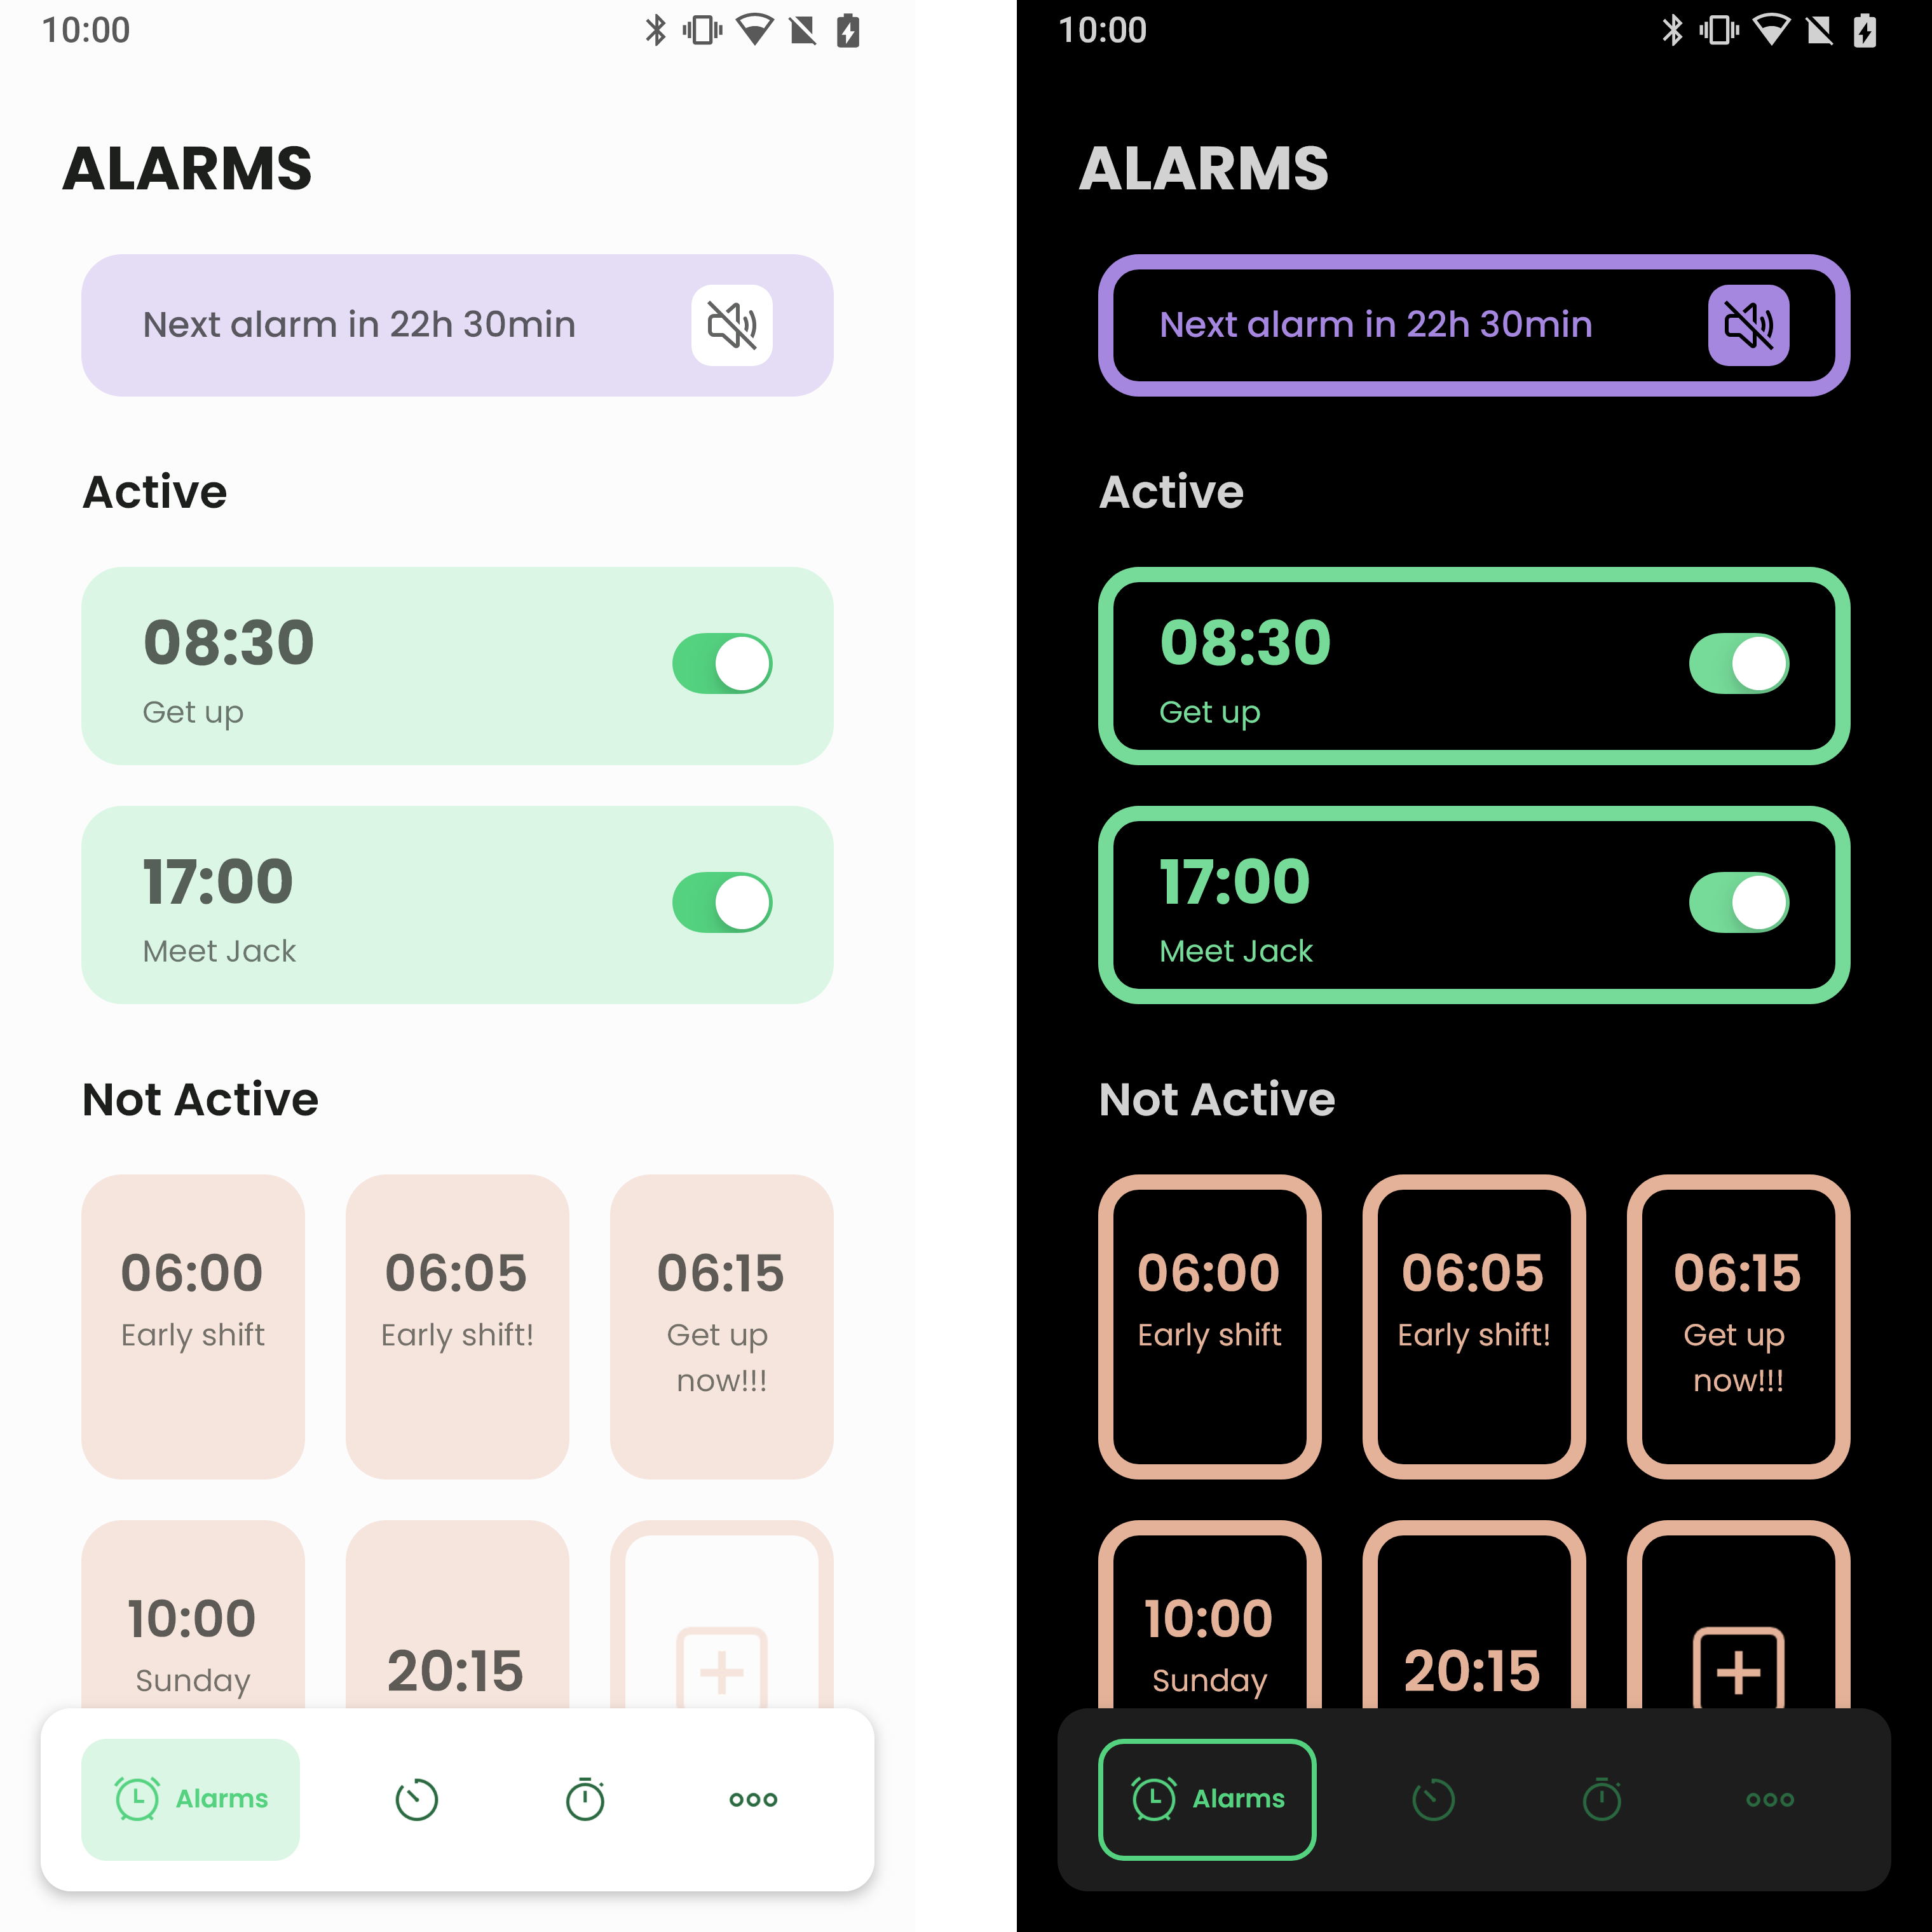 10:00
ALARMS
Next alarm in 22h 30min
Active
08:30
Get up
17:00
Meet Jack
Not Active
06:00 06:05 06:15
Early shift Early shift! Get up
now!!!
10:00
Sunday
20:15
Alarms
10:00
ALARMS
Next alarm in 22h 30min
Active
08:30
Get up
17:00
Meet Jack
Not Active
06:00 06:05 06:15
Early shift Early shift! Get up
now!!!
10:00
Sunday
20:15
Alarms